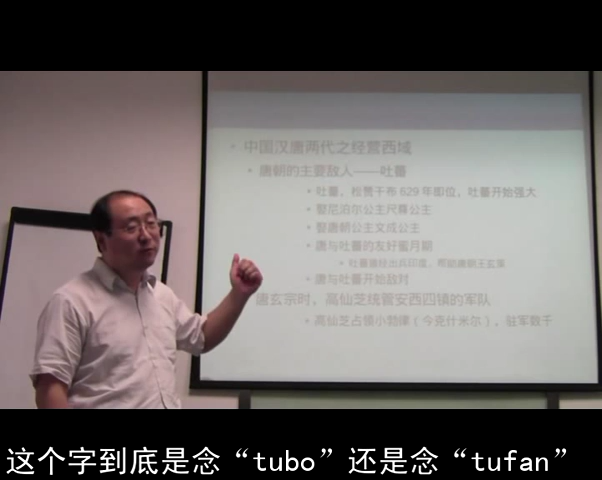 • 中国汉唐两代之经营西域
• 唐朝的主要敌人——吐蕃
• 吐蕃，松赞干布629年即位，吐蕃开始强大
• 娶尼泊尔公主尺尊公主
• 娶唐朝公主文成公主
• 唐与吐蕃的友好蜜月期
• 吐蕃曾经出兵印度，帮助唐朝王玄策
• 唐与吐蕃开始敌对
唐玄宗时，高仙芝统管安西四镇的军队
• 高仙芝占领小勃律（今克什米尔），驻军数千
这个字到底是念“tubo”还是念“tufan”